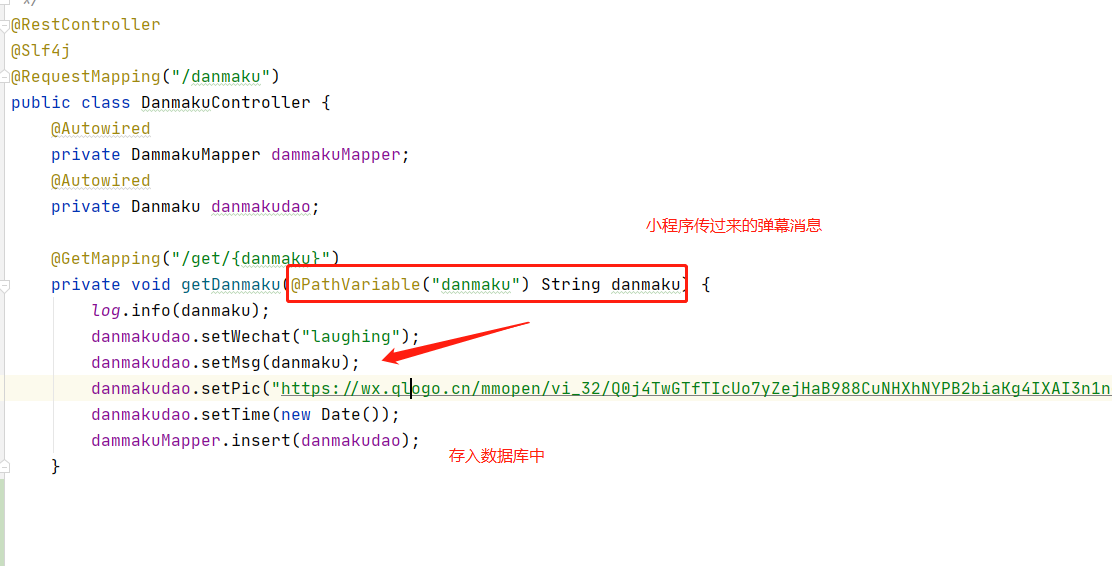 */
@RestController
@Slf4j
@RequestMapping("/danmaku")
public class DanmakuController {
@Autowired
private DammakuMapper dammakuMapper;
@Autowired
private Danmaku danmakudao;
小程序传过来的弹幕消息
@GetMapping("/get/{danmaku}")
private void getDanmaku(@PathVariable("danmaku") String danmaku) {
log.info(danmaku);
danmakudao.setWechat("laughing");
danmakudao.setMsg(danmaku);
danmakudao.setPic("https://wx.qlogo.cn/mmopen/vi_32/Q0j4TwGTfTIcUo7yZejHaB988CuNHXhNYPB2biaKg4IXAI3n1n
danmakudao.setTime(new Date());
dammakuMapper.insert(danmakudao);
存入数据库中
}